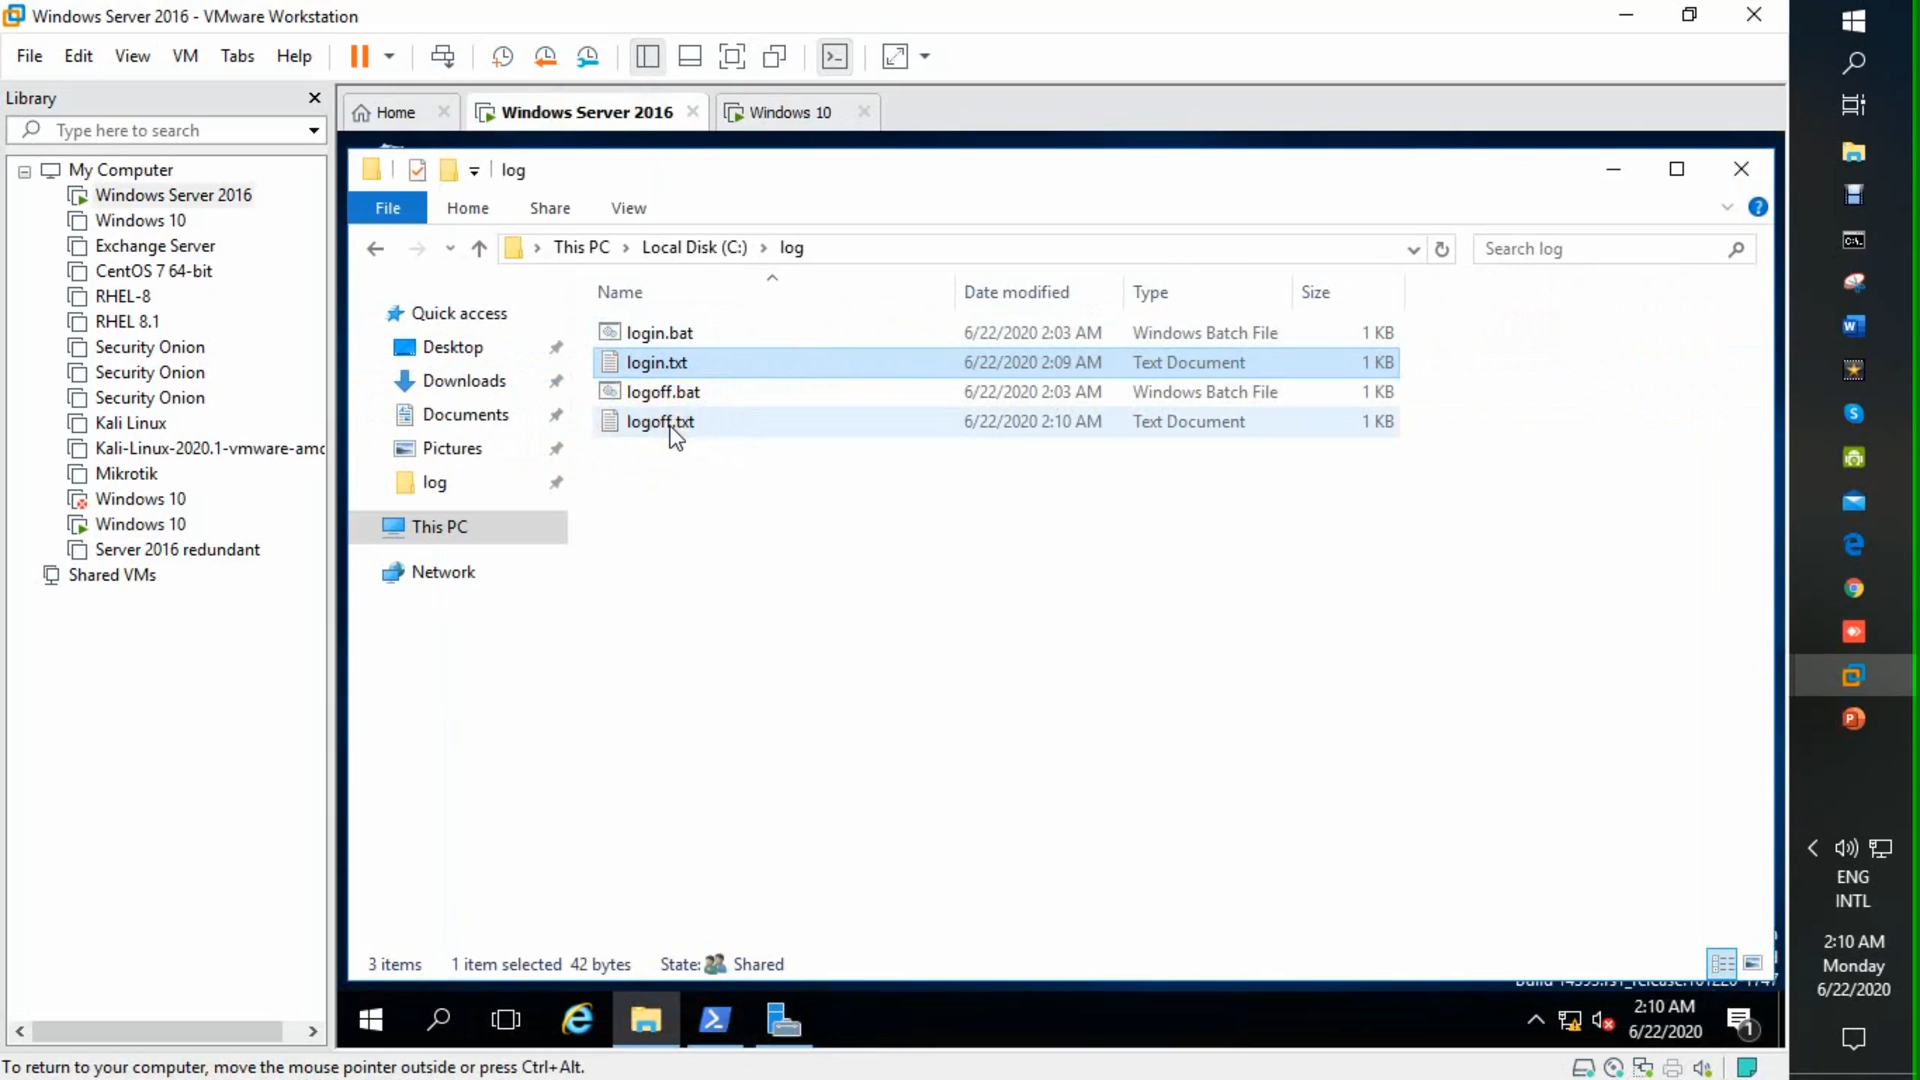 Windows Server 2016 - VMware Workstation
File Edit View VM Tabs Help
Library
Type here to search
My Computer
Windows Server 2016
Windows 10
Exchange Server
CentOS 7 64-bit
RHEL-8
RHEL 8.1
Security Onion
Security Onion
Security Onion
Kali Linux
Kali-Linux-2020.1-vmware-amc
Mikrotik
Windows 10
Windows 10
Server 2016 redundant
Shared VMs
Home
Windows Server 2016
Windows 10
log
File Home Share View
This PC > Local Disk (C:) > log
Search log
Quick access
Desktop
Downloads
Documents
Pictures
log
This PC
Network
Name Date modified Type Size
login.bat 6/22/2020 2:03 AM Windows Batch File 1 KB
login.txt 6/22/2020 2:09 AM Text Document 1 KB
logoff.bat 6/22/2020 2:03 AM Windows Batch File 1 KB
logoff.txt 6/22/2020 2:10 AM Text Document 1 KB
3 items 1 item selected 42 bytes State: Shared
2:10 AM
6/22/2020
1
ENG
INTL
2:10 AM
Monday
6/22/2020
To return to your computer, move the mouse pointer outside or press Ctrl+Alt.